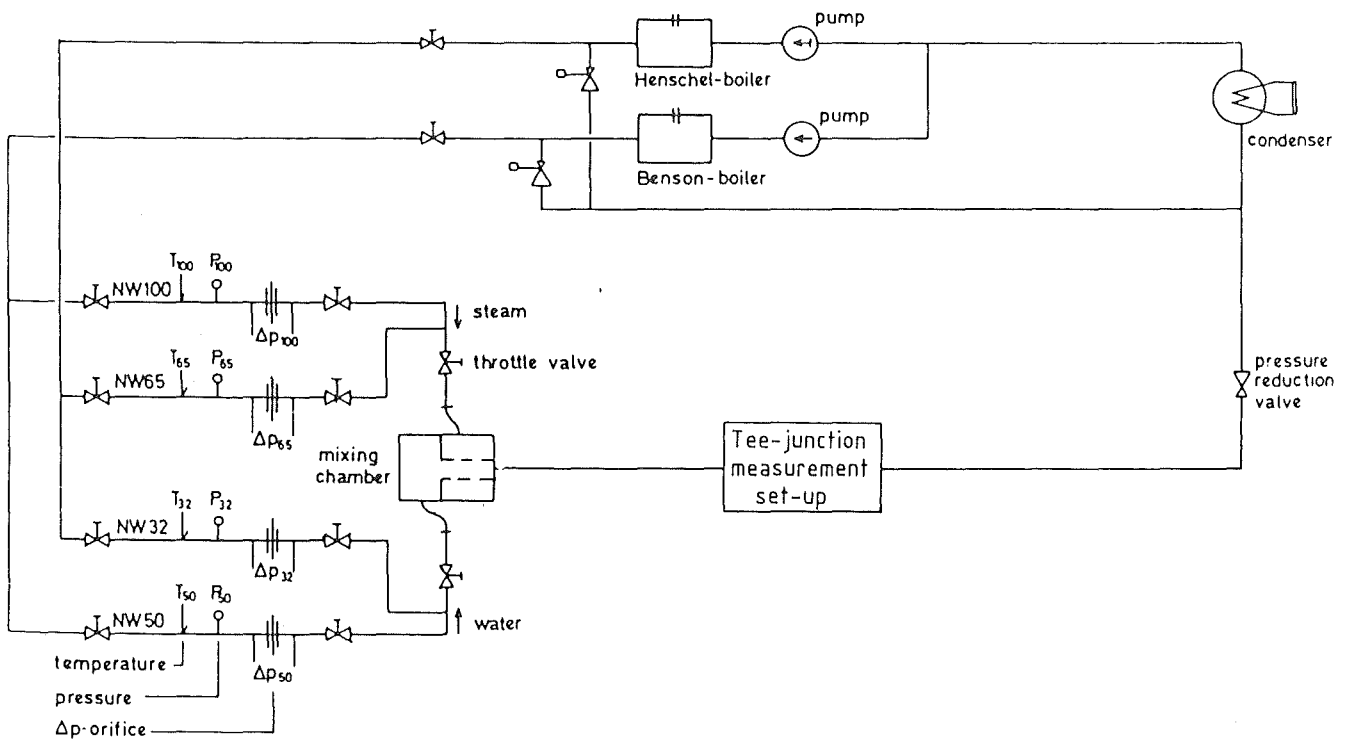 pump
Henschel-boiler
pump
condenser
Benson-boiler
T100
P100
NW100
Δp100
steam
T65
P65
throttle valve
NW65
Δp65
pressure
reduction
valve
mixing
chamber
Tee-junction
measurement
set-up
T32
P32
NW32
Δp32
T50
P50
NW50
water
Δp50
temperature
pressure
Δp-orifice